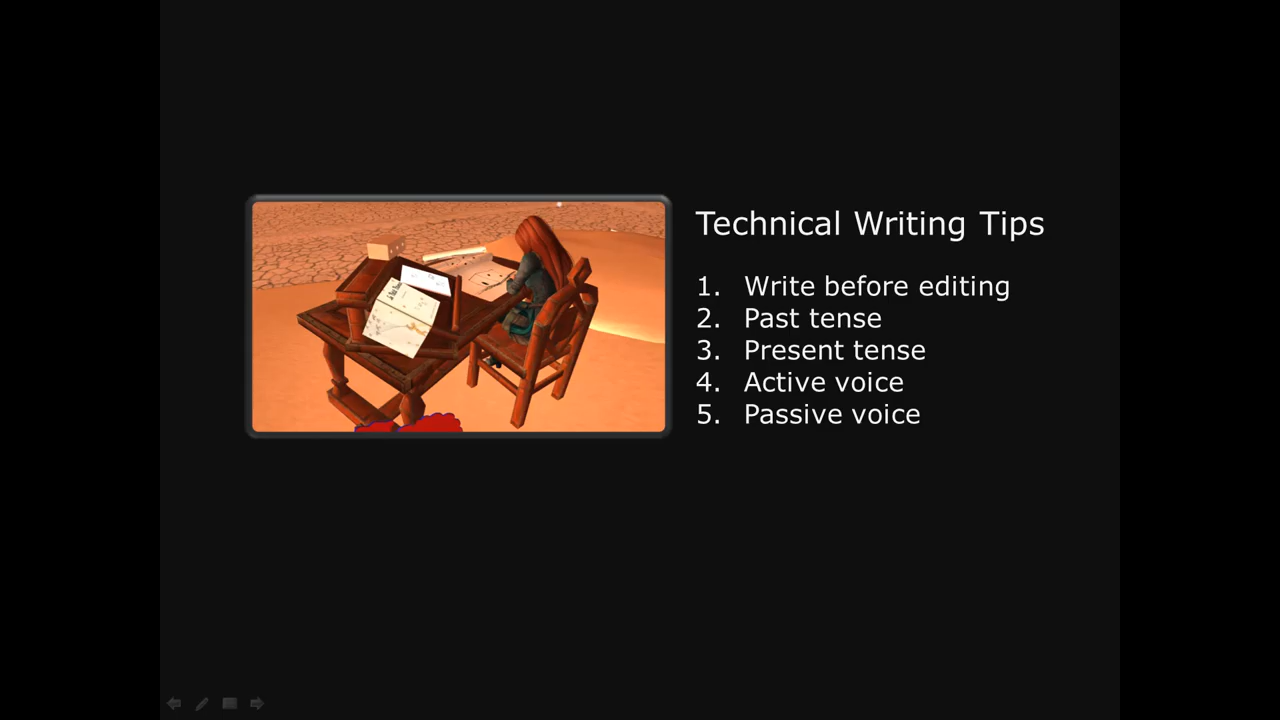 Technical Writing Tips
1. Write before editing
2. Past tense
3. Present tense
4. Active voice
5. Passive voice